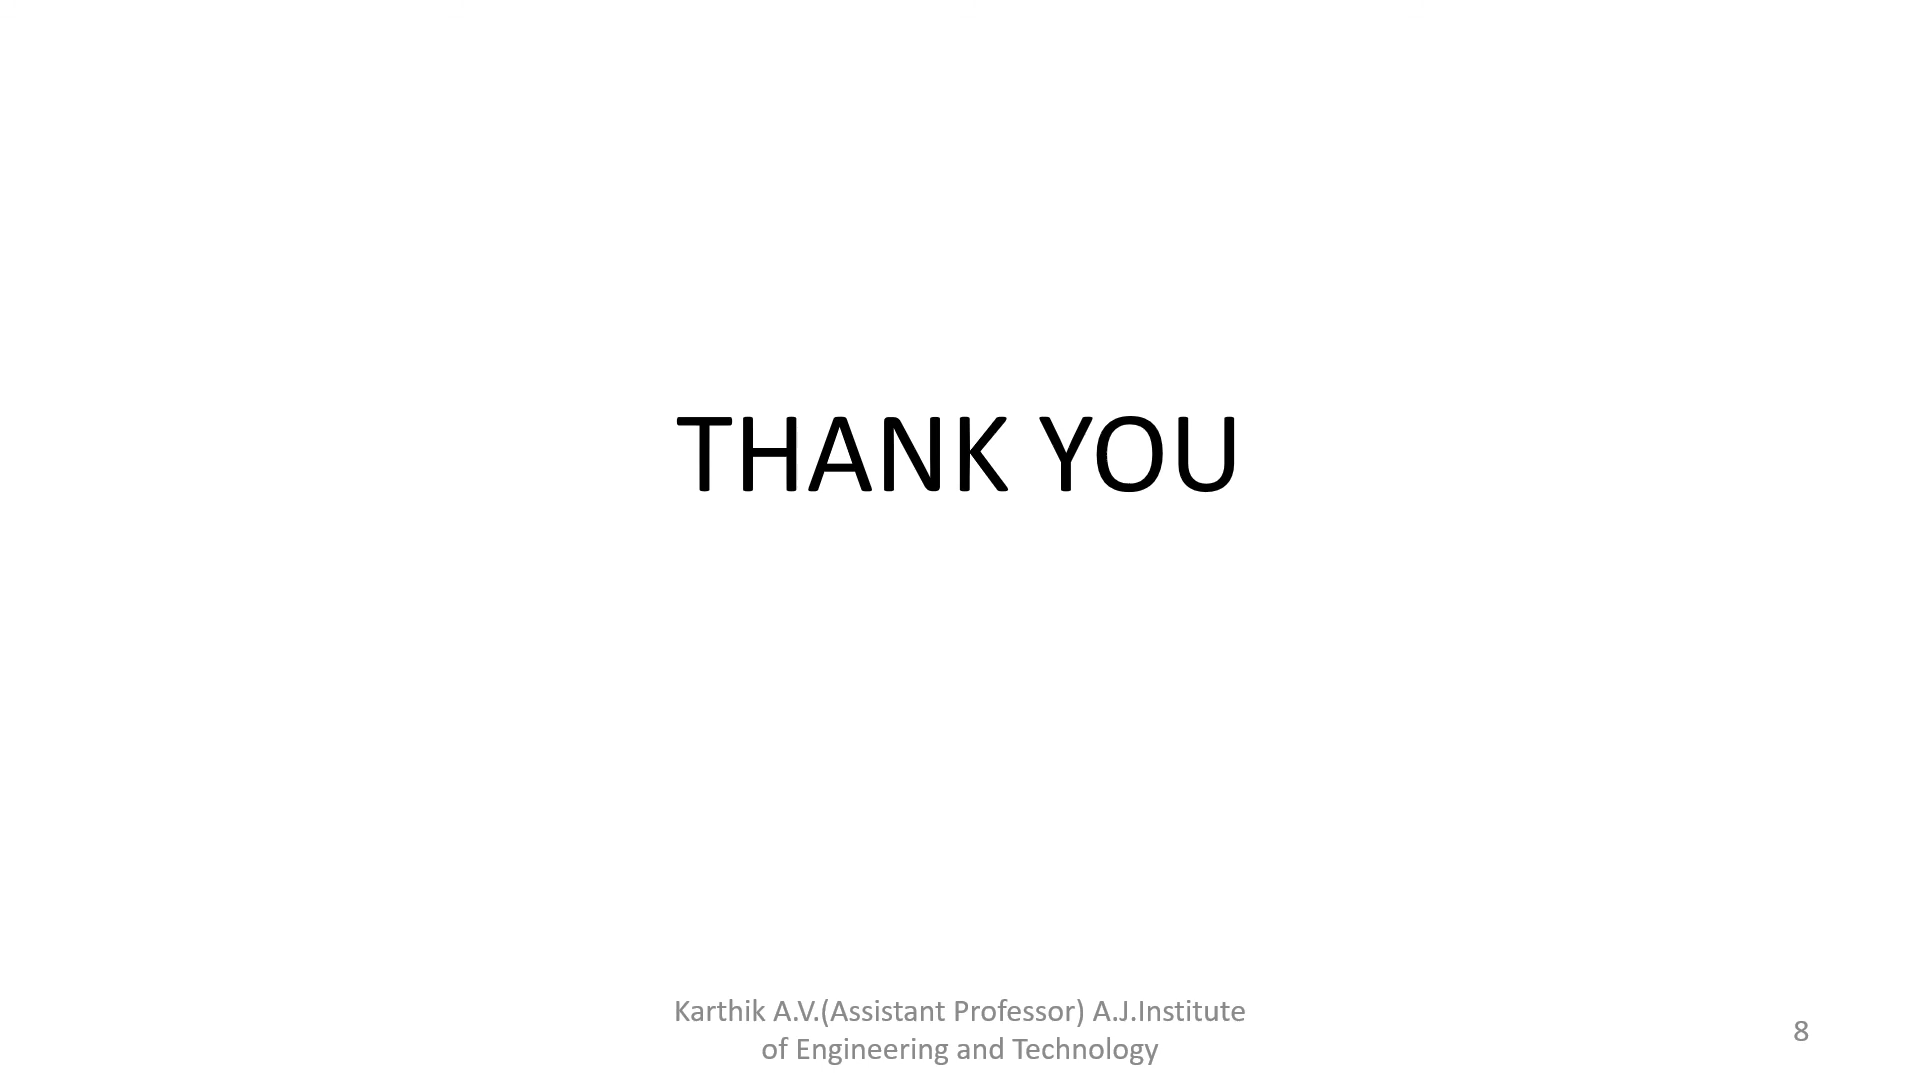 THANK YOU
Karthik A.V.(Assistant Professor) A.J.Institute
of Engineering and Technology
8